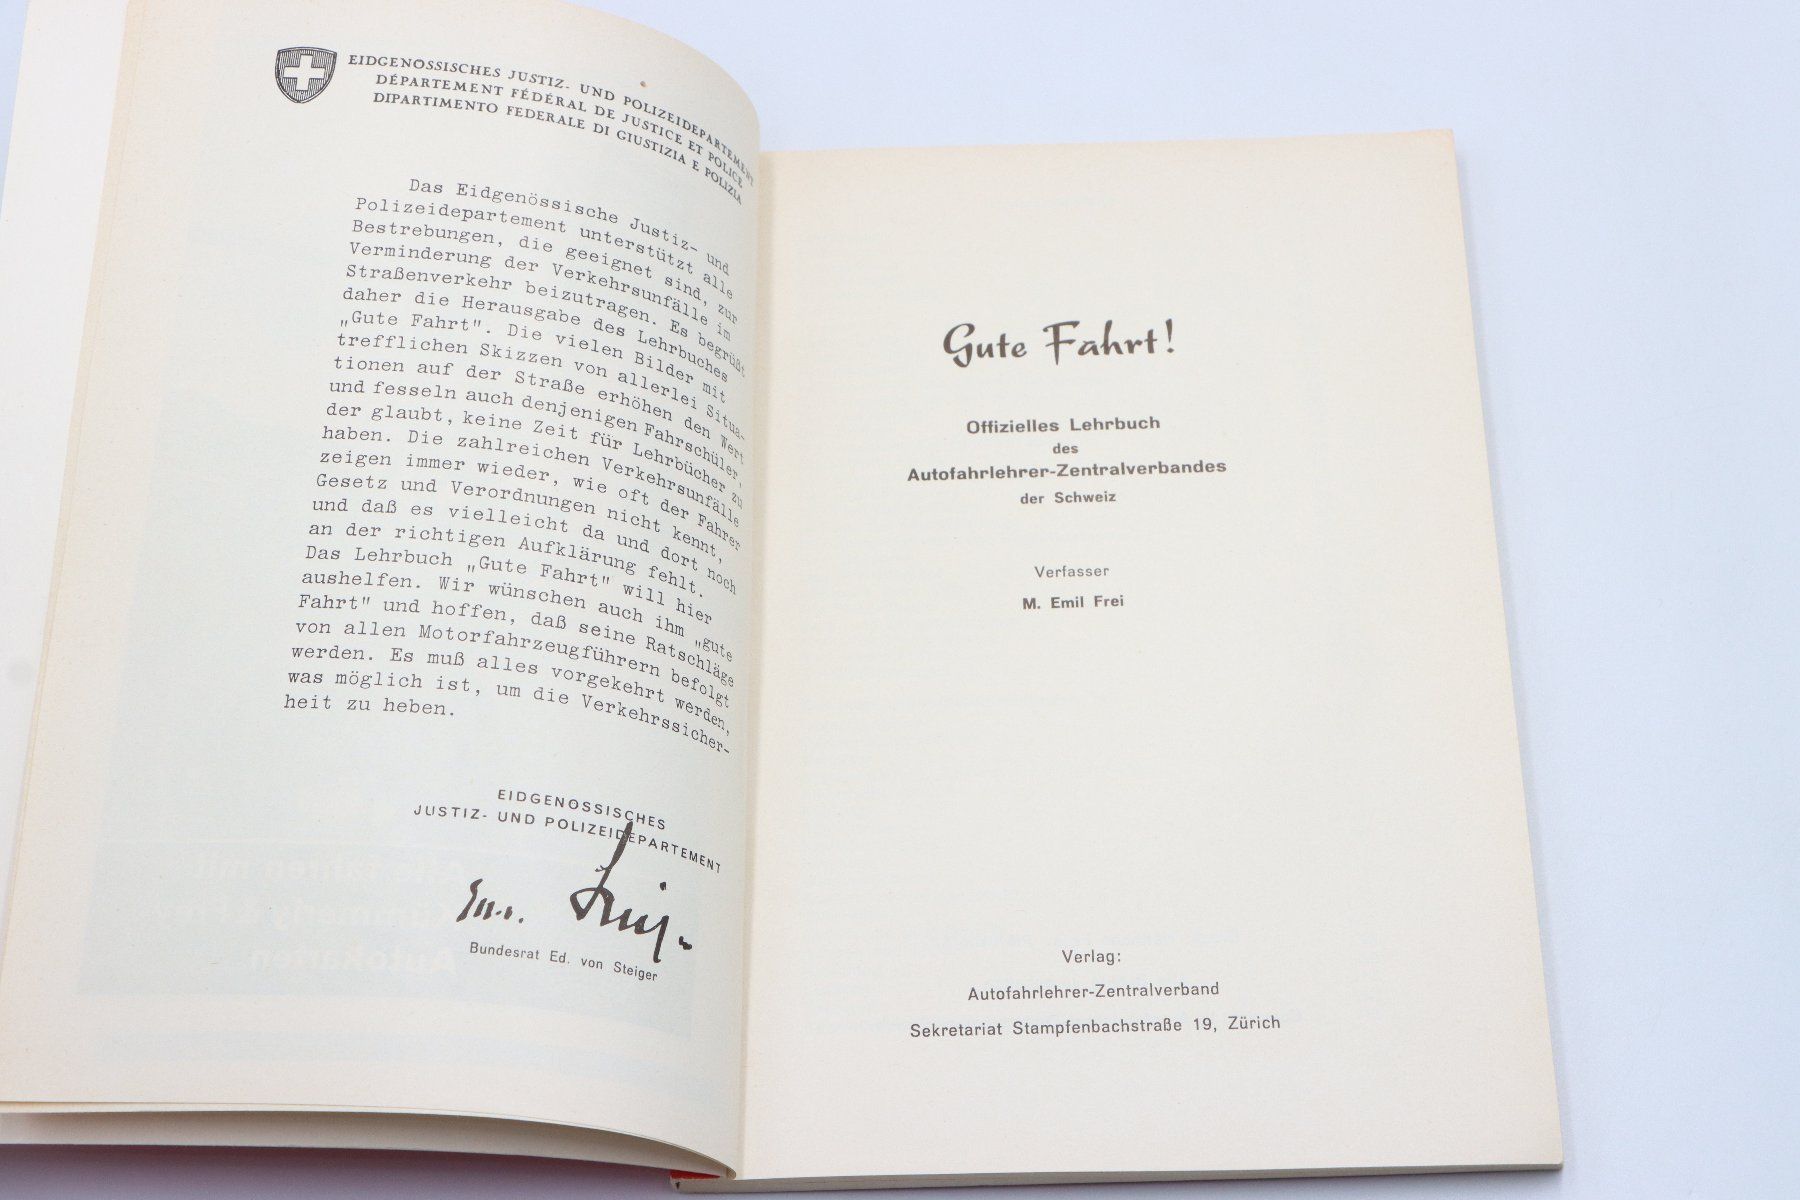 EIDGENÖSSISCHES JUSTIZ- UND POLIZEIDEPARTEMENT
DÉPARTEMENT FÉDÉRAL DE JUSTICE ET POLICE
DIPARTIMENTO FEDERALE DI GIUSTIZIA E POLIZIA
Das Eidgenössische Justiz- und
Polizeidepartement unterstützt alle
Bestrebungen, die geeignet sind, zur
Verminderung der Verkehrsunfälle im
Straßenverkehr beizutragen. Es begrüßt
daher die Herausgabe des Lehrbuches
„Gute Fahrt". Die vielen Bilder mit
trefflichen Skizzen von allerlei Situa-
tionen auf der Straße erhöhen den Wert
und fesseln auch denjenigen Fahrschüler,
der glaubt, keine Zeit für Lehrbücher zu
haben. Die zahlreichen Verkehrsunfälle
zeigen immer wieder, wie oft der Fahrer
Gesetz und Verordnungen nicht kennt,
und daß es vielleicht da und dort noch
an der richtigen Aufklärung fehlt.
Das Lehrbuch „Gute Fahrt" will hier
aushelfen. Wir wünschen auch ihm „gute
Fahrt" und hoffen, daß seine Ratschläge
von allen Motorfahrzeugführern befolgt
werden. Es muß alles vorgekehrt werden,
was möglich ist, um die Verkehrssicher-
heit zu heben.
EIDGENÖSSISCHES
JUSTIZ- UND POLIZEIDEPARTEMENT
Bundesrat Ed. von Steiger
Gute Fahrt!
Offizielles Lehrbuch
des
Autofahrlehrer-Zentralverbandes
der Schweiz
Verfasser
M. Emil Frei
Verlag:
Autofahrlehrer-Zentralverband
Sekretariat Stampfenbachstraße 19, Zürich